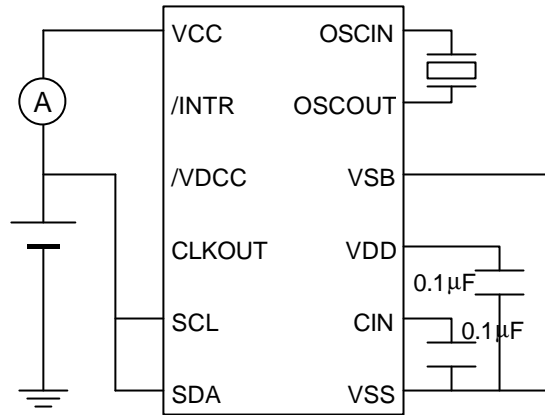 VCC OSCIN
A
/INTR OSCOUT
/VDCC VSB
CLKOUT VDD
0.1μF
SCL CIN
0.1μF
SDA VSS